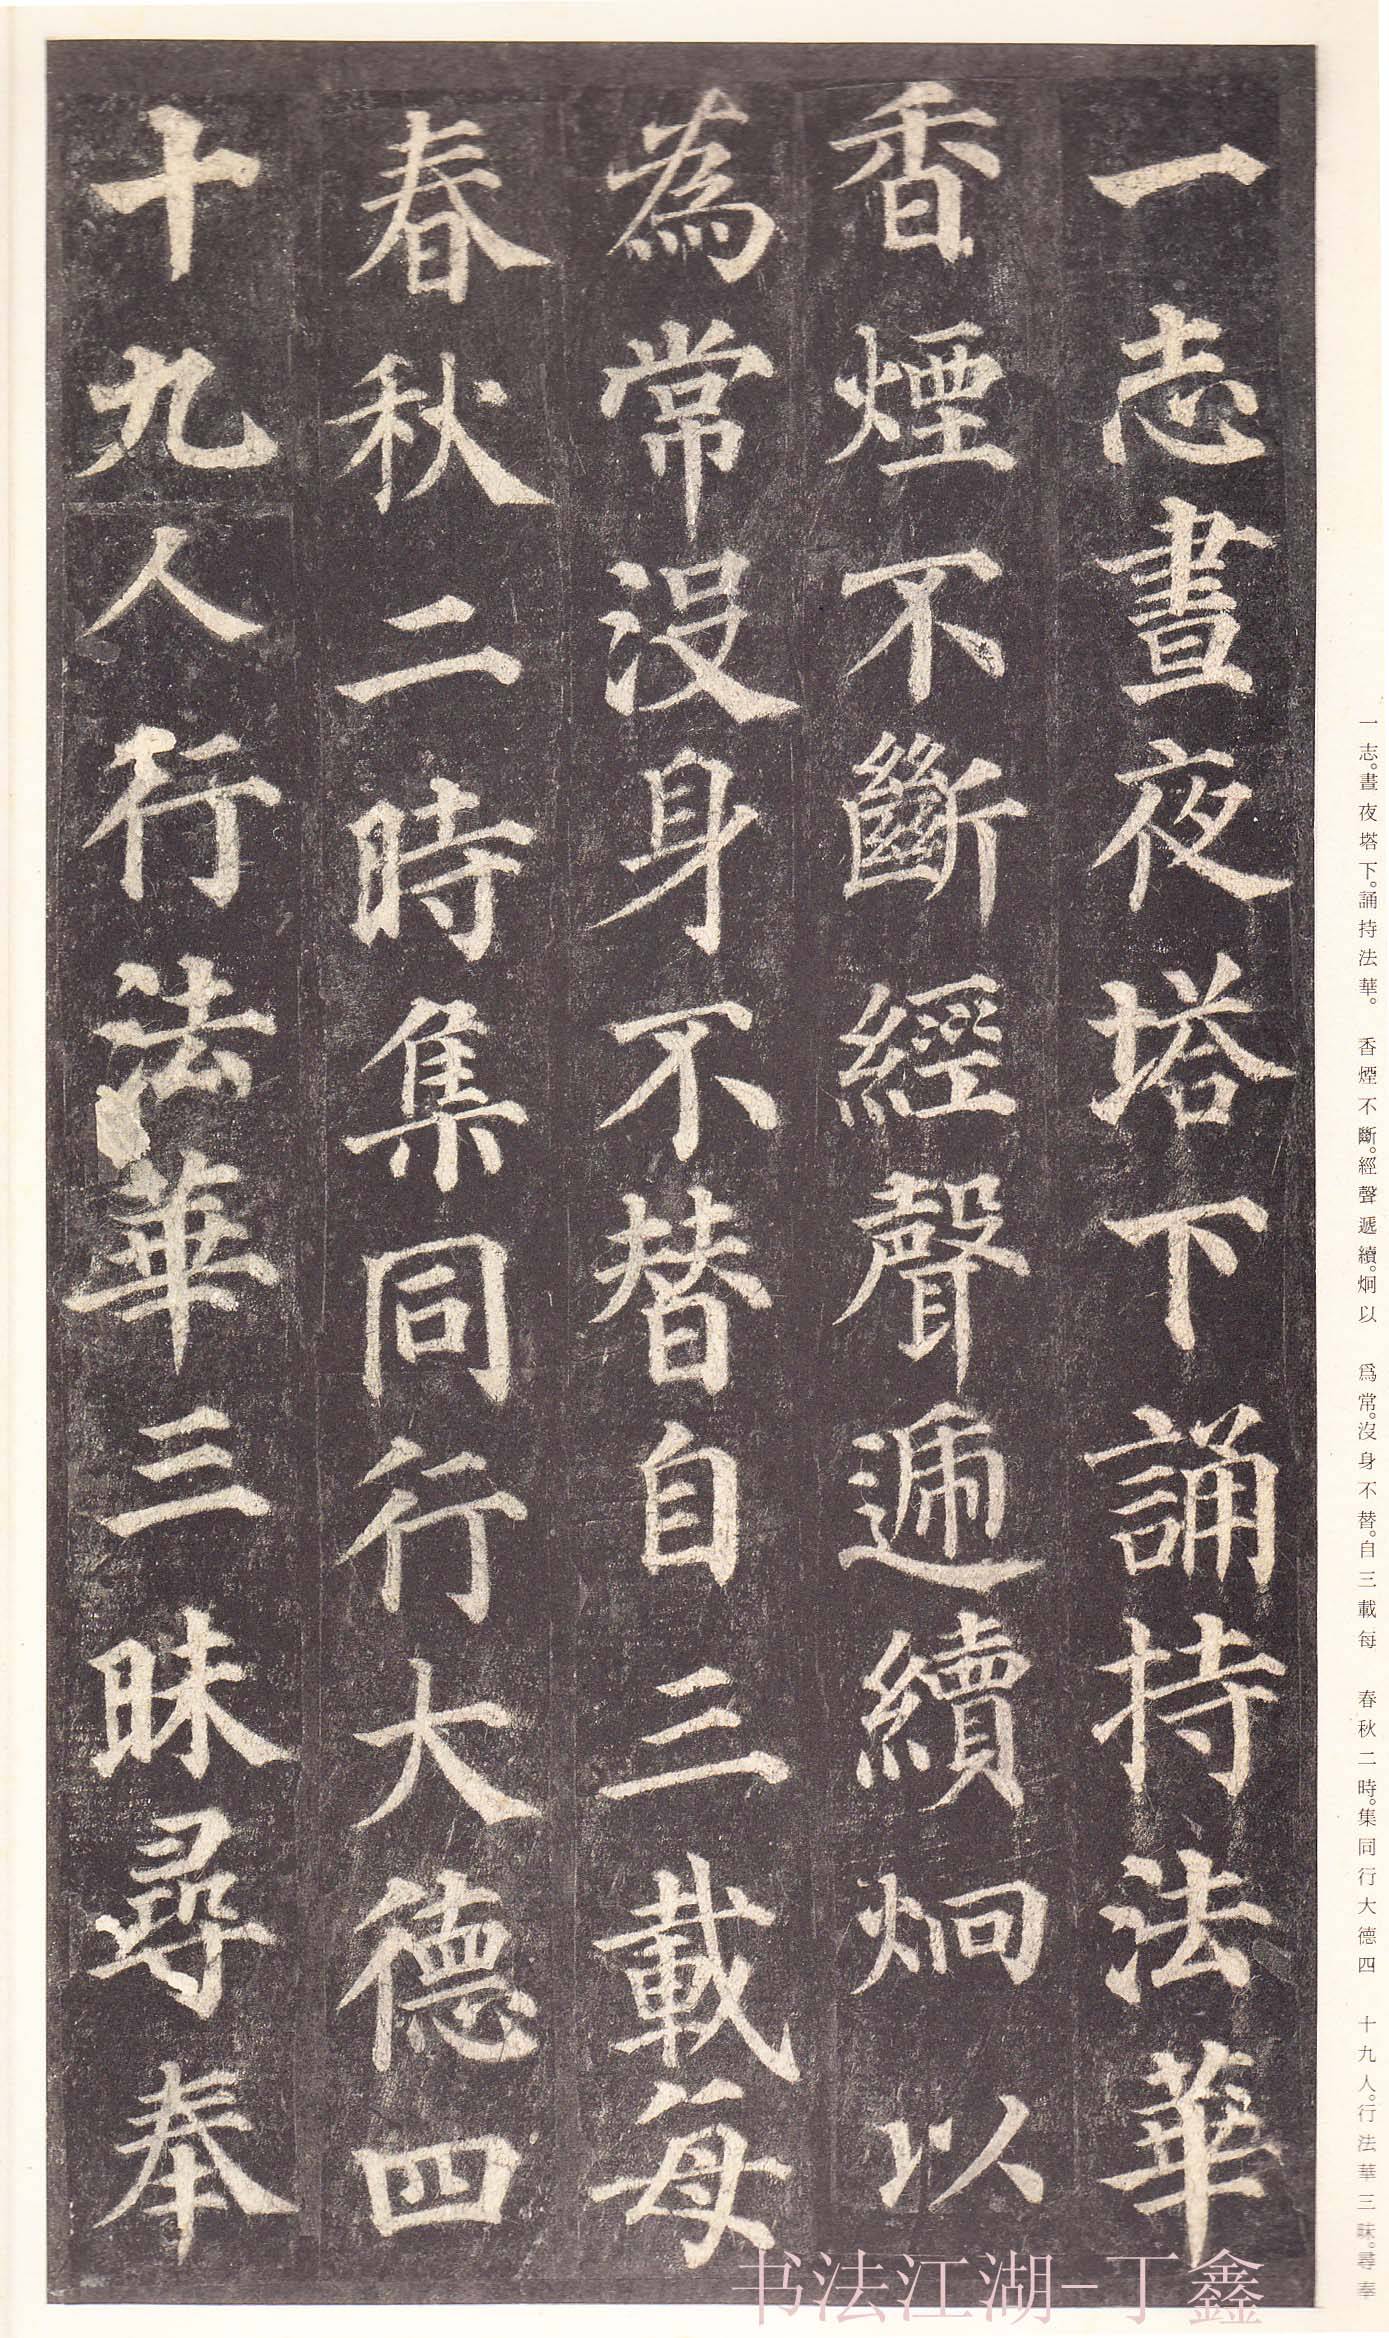 一志晝夜塔下誦持法華
香煙不斷經聲遞續炯以
為常没身不替自三載每
春秋二時集同行大德四
十九人行法華三昧尋奉
一志。晝夜塔下。誦持法華。 香煙不斷。經聲遞續。炯以 爲常。沒身不替。自三載每 春秋二時。集同行大德四 十九人。行法華三昧。尋奉
书法江湖-丁鑫